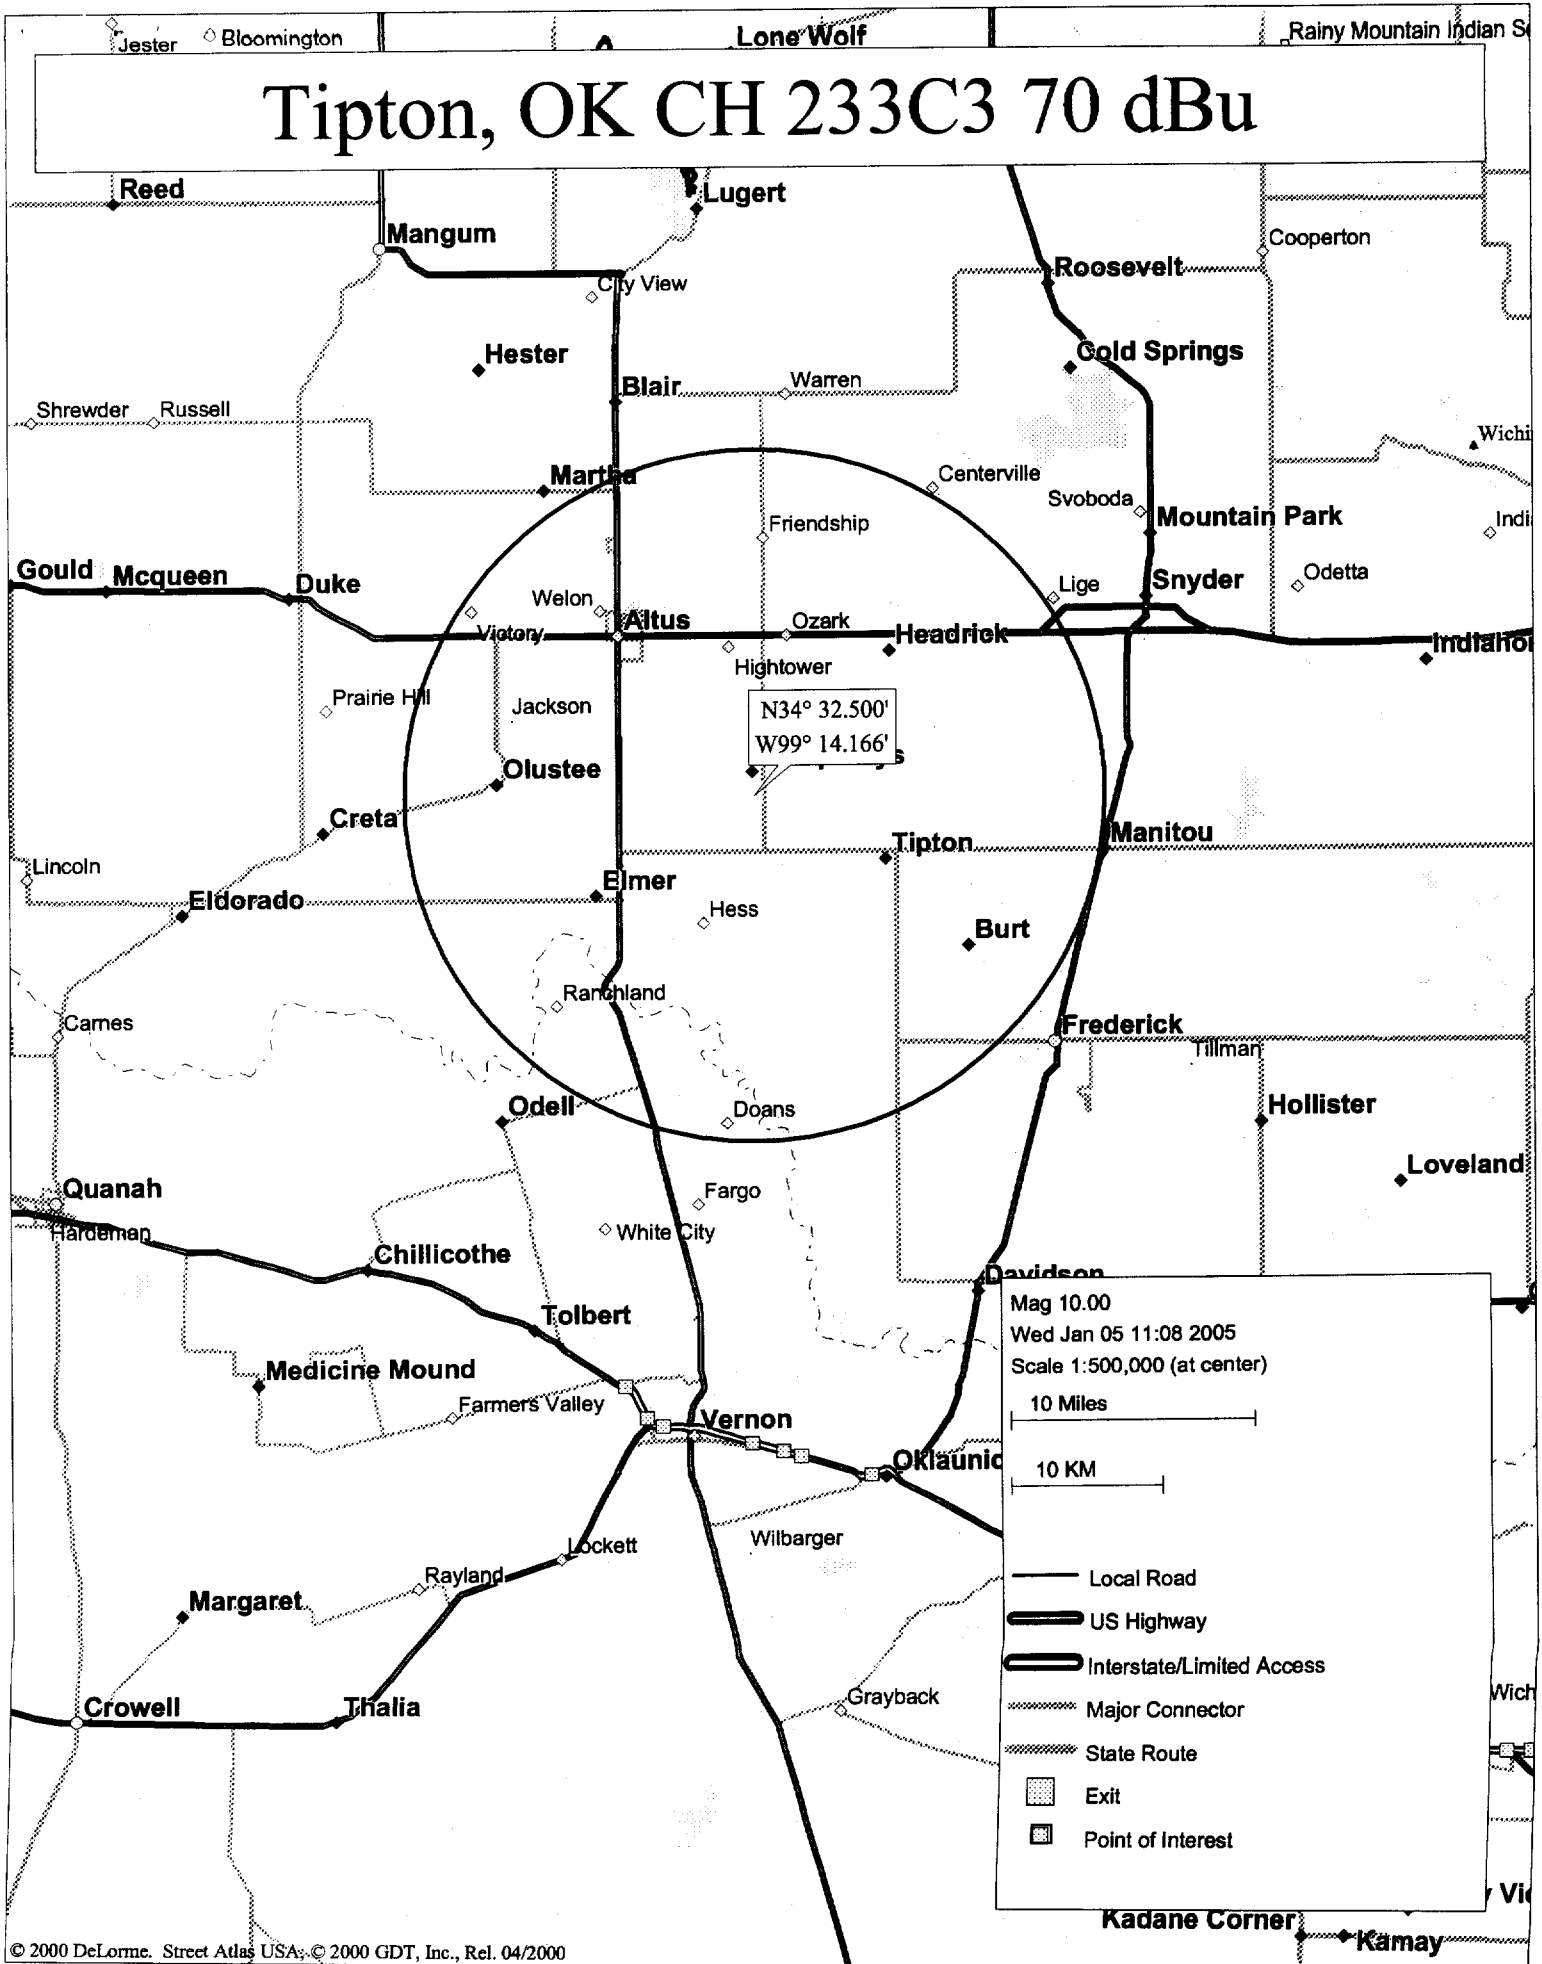 Jester
Bloomington
Lone Wolf
Rainy Mountain Indian
Tipton, OK CH 233C3 70 dBu
Reed
Lugert
Mangum
Cooperton
Roosevelt
City View
Hester
Cold Springs
Blair
Warren
Shrewder
Russell
Wichi
Martha
Centerville
Svoboda
Mountain Park
Friendship
Indi
Gould
Mcqueen
Duke
Welon
Lige
Snyder
Odetta
Victory
Altus
Ozark
Headrick
Indiaho
Hightower
Prairie Hill
Jackson
N34° 32.500'
W99° 14.166'
Olustee
Creta
Tipton
Manitou
Lincoln
Elmer
Eldorado
Hess
Burt
Ranchland
Carnes
Frederick
Tillman
Odell
Doans
Hollister
Loveland
Quanah
Fargo
Hardeman
White City
Chillicothe
Davidson
Tolbert
Mag 10.00
Wed Jan 05 11:08 2005
Scale 1:500,000 (at center)
10 Miles
Medicine Mound
Farmers Valley
Vernon
Oklaunio
10 KM
Wilbarger
Lockett
Rayland
Local Road
Margaret
US Highway
Interstate/Limited Access
Crowell
Thalia
Grayback
Wich
Major Connector
State Route
Exit
Point of Interest
Kadane Corner
Kamay
© 2000 DeLorme. Street Atlas USA; © 2000 GDT, Inc., Rel. 04/2000